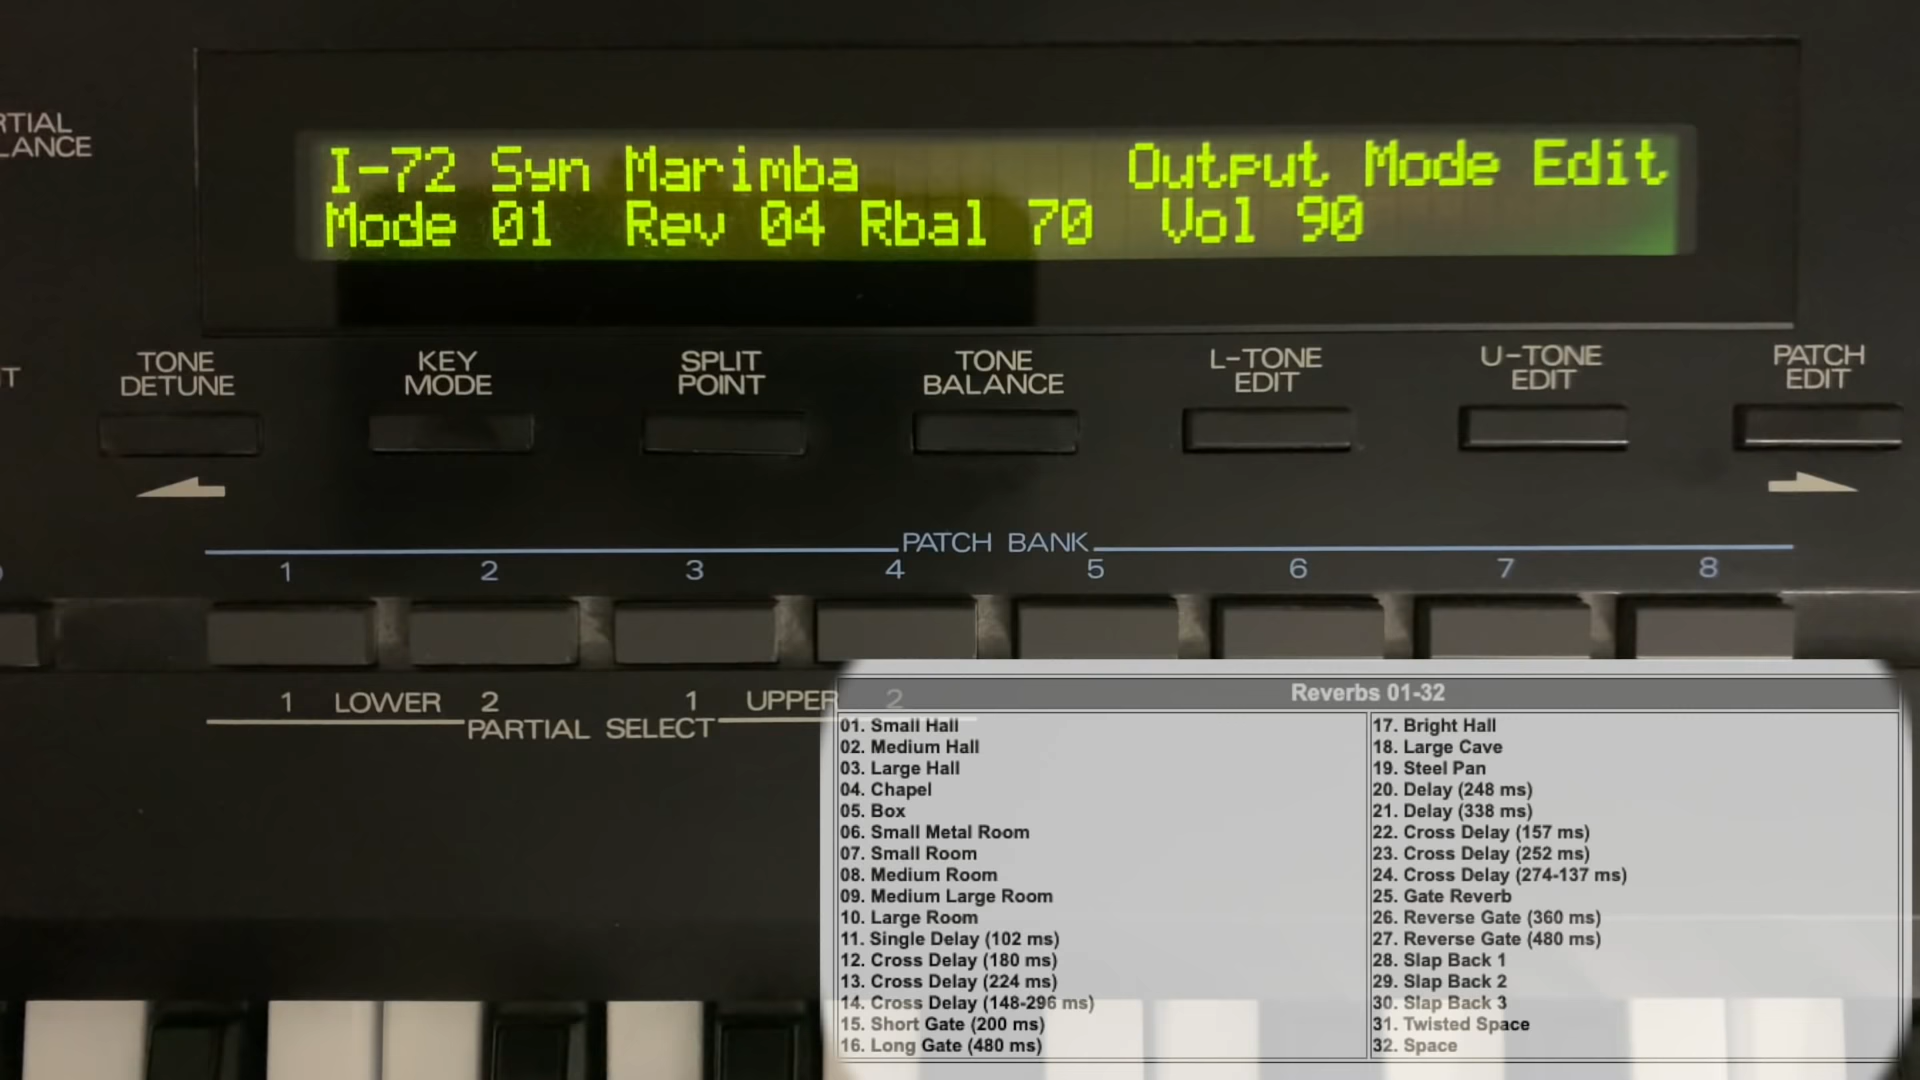 RTIAL
LANCE
I-72 Syn Marimba Output Mode Edit
Mode 01 Rev 04 Rbal 70 Vol 90
TONE DETUNE
KEY MODE
SPLIT POINT
TONE BALANCE
L-TONE EDIT
U-TONE EDIT
PATCH EDIT
T
PATCH BANK
1 2 3 4 5 6 7 8
1 LOWER 2 1 UPPER 2
PARTIAL SELECT
Reverbs 01-32
01. Small Hall
02. Medium Hall
03. Large Hall
04. Chapel
05. Box
06. Small Metal Room
07. Small Room
08. Medium Room
09. Medium Large Room
10. Large Room
11. Single Delay (102 ms)
12. Cross Delay (180 ms)
13. Cross Delay (224 ms)
14. Cross Delay (148-296 ms)
15. Short Gate (200 ms)
16. Long Gate (480 ms)
17. Bright Hall
18. Large Cave
19. Steel Pan
20. Delay (248 ms)
21. Delay (338 ms)
22. Cross Delay (157 ms)
23. Cross Delay (252 ms)
24. Cross Delay (274-137 ms)
25. Gate Reverb
26. Reverse Gate (360 ms)
27. Reverse Gate (480 ms)
28. Slap Back 1
29. Slap Back 2
30. Slap Back 3
31. Twisted Space
32. Space